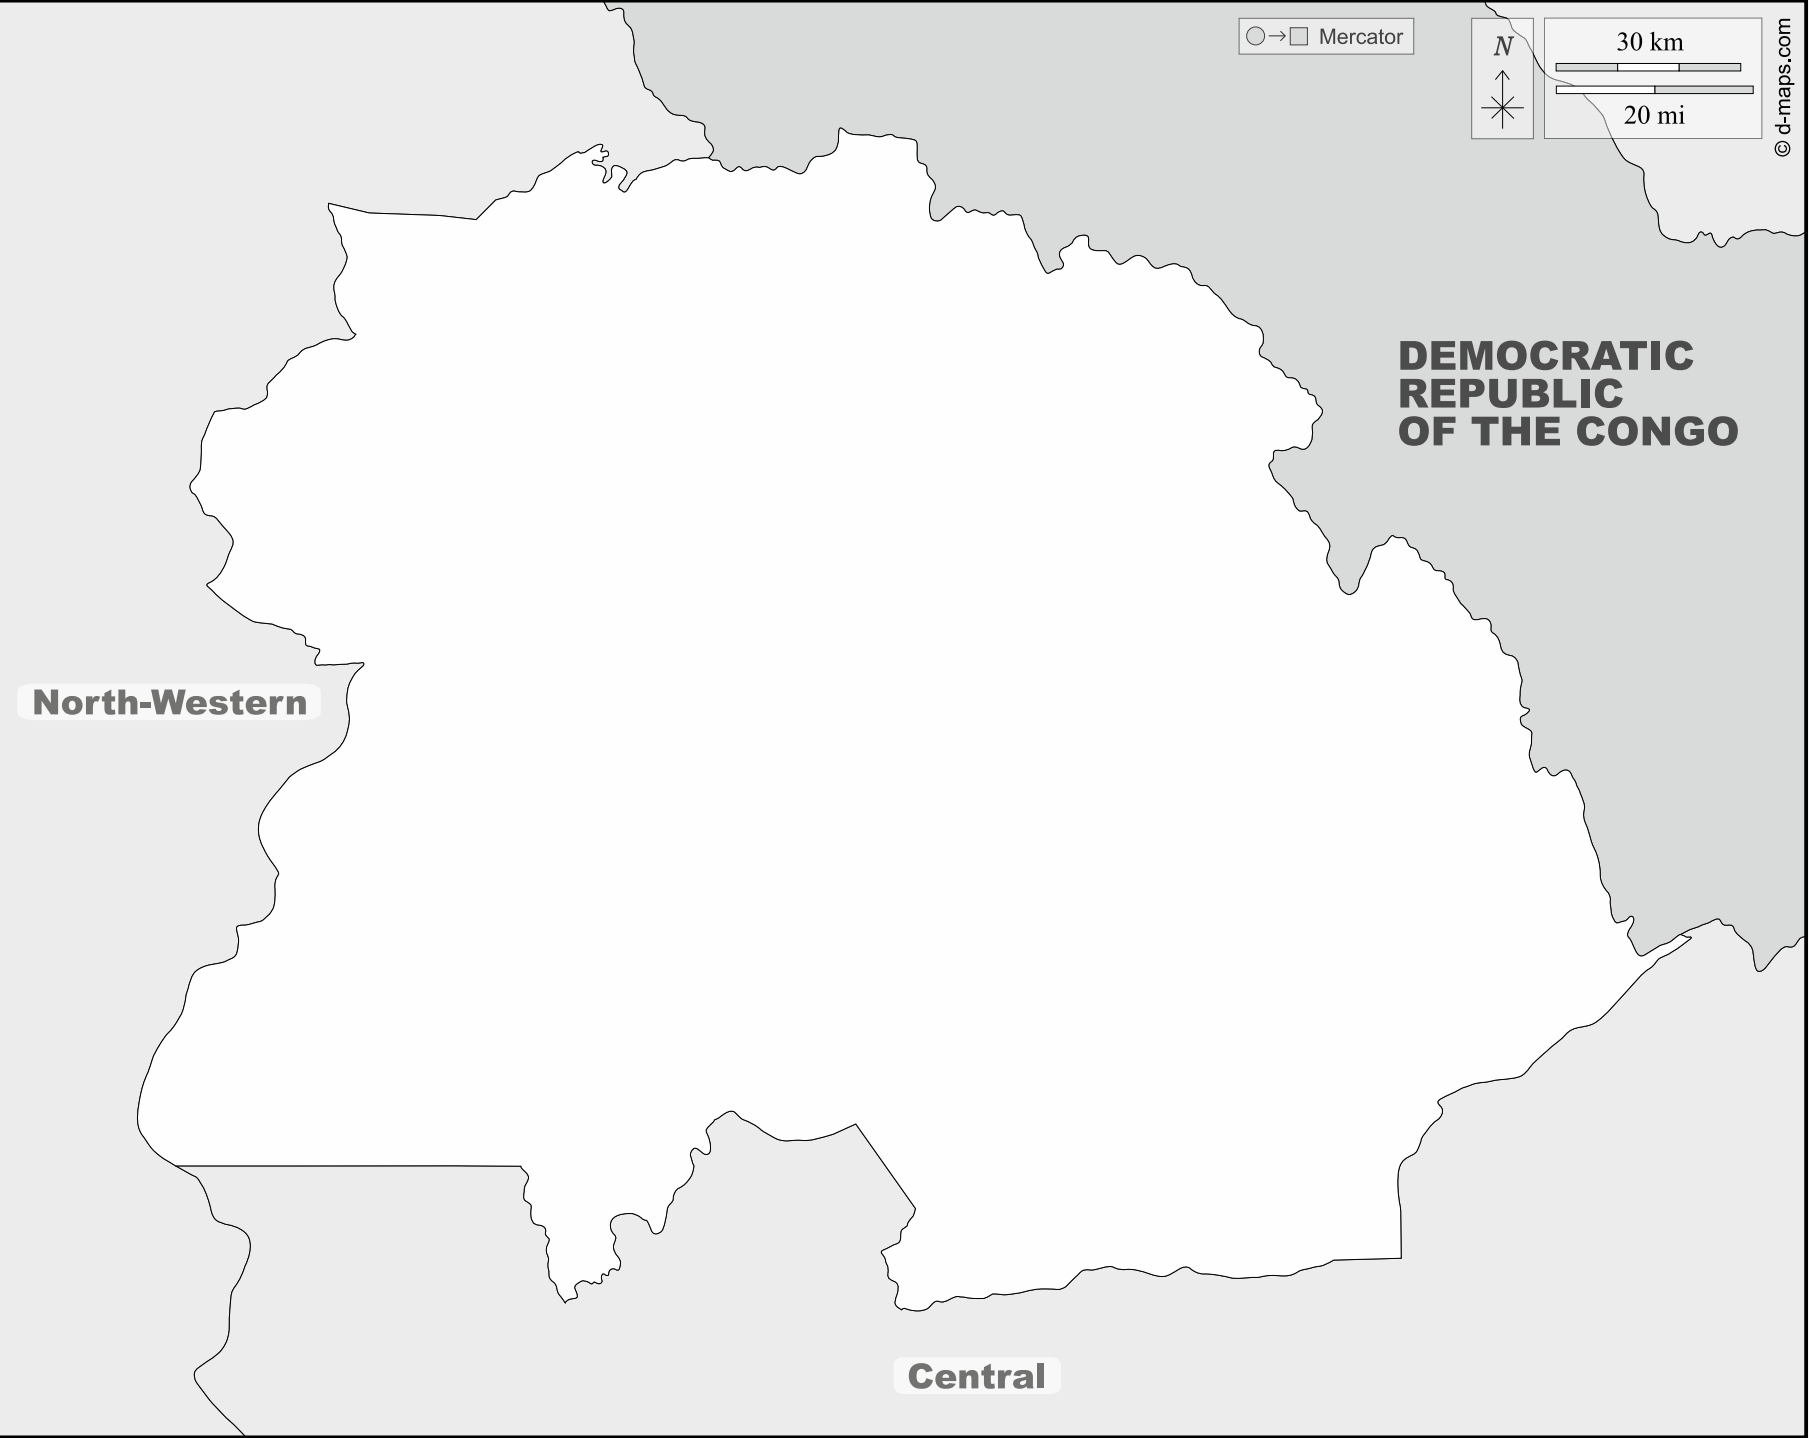 Mercator
N
30 km
20 mi
© d-maps.com
DEMOCRATIC
REPUBLIC
OF THE CONGO
North-Western
Central